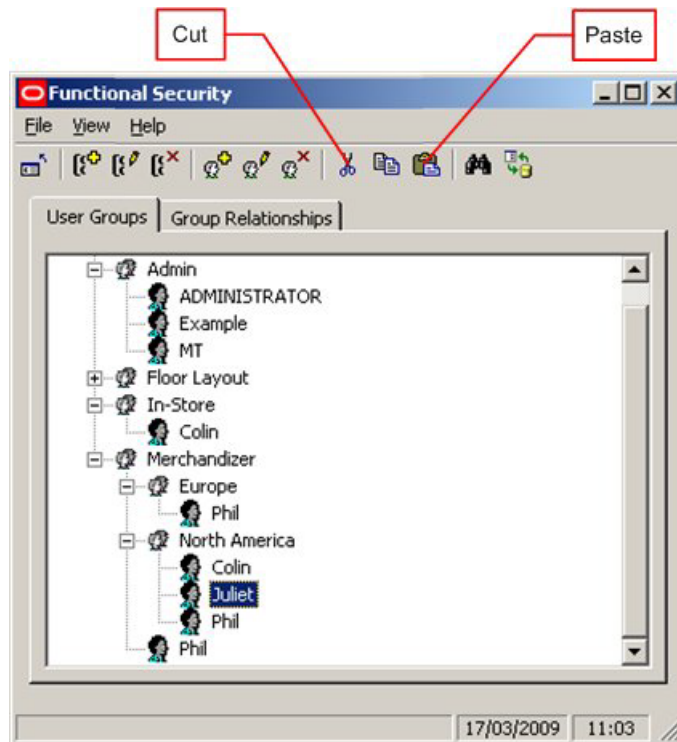 Cut Paste
Functional Security
File View Help
User Groups Group Relationships
Admin
ADMINISTRATOR
Example
MT
Floor Layout
In-Store
Colin
Merchandizer
Europe
Phil
North America
Colin
Juliet
Phil
Phil
17/03/2009 11:03